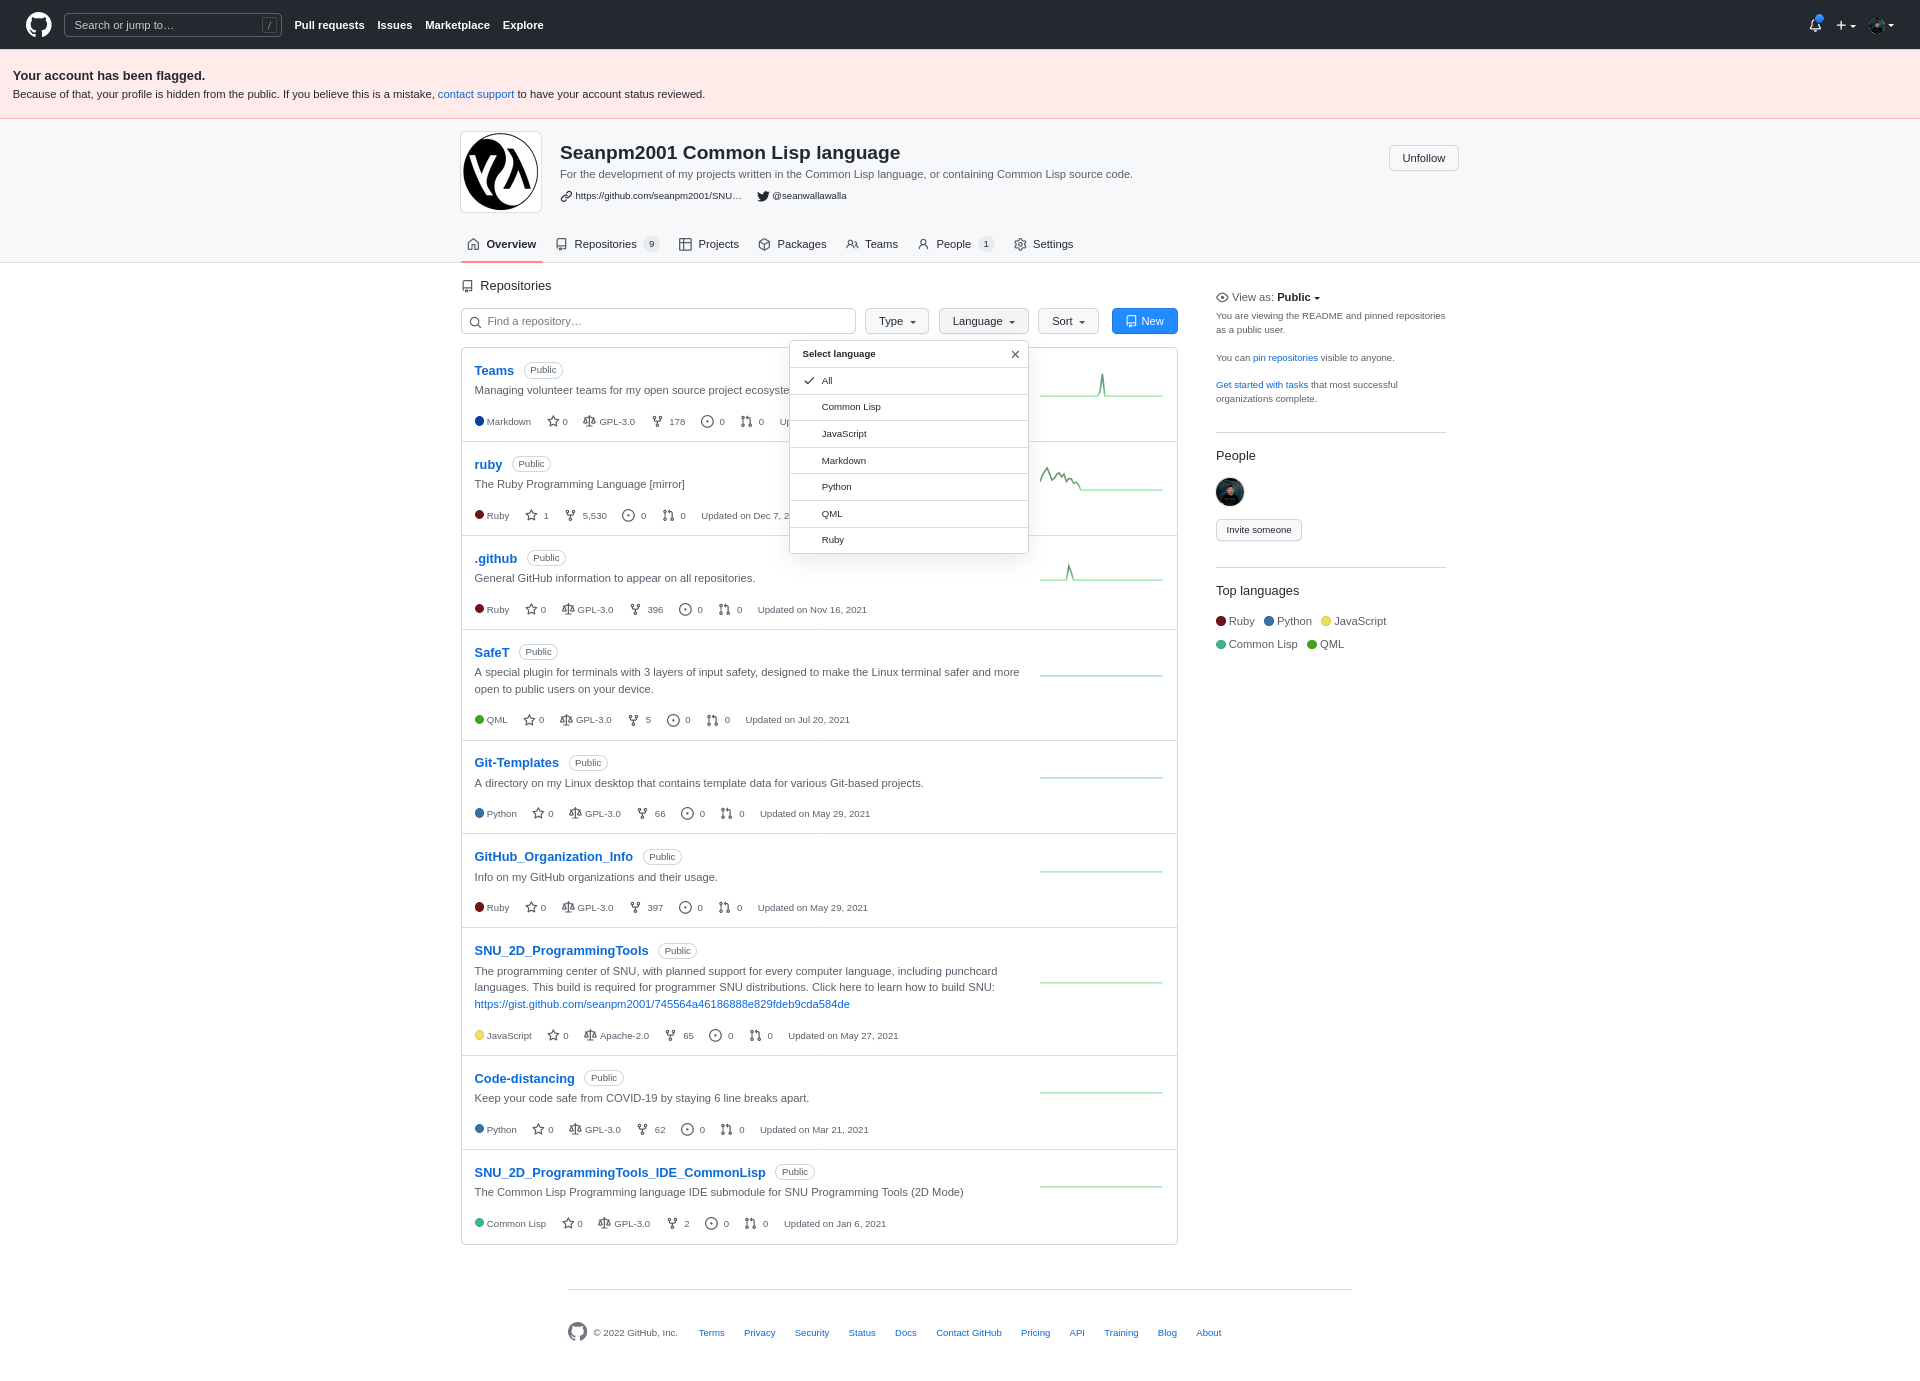 Search or jump to…
/
Pull requests Issues Marketplace Explore
Your account has been flagged.
Because of that, your profile is hidden from the public. If you believe this is a mistake, contact support to have your account status reviewed.
Seanpm2001 Common Lisp language
For the development of my projects written in the Common Lisp language, or containing Common Lisp source code.
https://github.com/seanpm2001/SNU… @seanwallawalla
Unfollow
Overview Repositories 9 Projects Packages Teams People 1 Settings
Repositories
Find a repository…
Type Language Sort New
Select language
All
Common Lisp
JavaScript
Markdown
Python
QML
Ruby
Teams Public
Managing volunteer teams for my open source project ecosyste
Markdown 0 GPL-3.0 178 0 0 Up
ruby Public
The Ruby Programming Language [mirror]
Ruby 1 5,530 0 0 Updated on Dec 7, 2
.github Public
General GitHub information to appear on all repositories.
Ruby 0 GPL-3.0 396 0 0 Updated on Nov 16, 2021
SafeT Public
A special plugin for terminals with 3 layers of input safety, designed to make the Linux terminal safer and more
open to public users on your device.
QML 0 GPL-3.0 5 0 0 Updated on Jul 20, 2021
Git-Templates Public
A directory on my Linux desktop that contains template data for various Git-based projects.
Python 0 GPL-3.0 66 0 0 Updated on May 29, 2021
GitHub_Organization_Info Public
Info on my GitHub organizations and their usage.
Ruby 0 GPL-3.0 397 0 0 Updated on May 29, 2021
SNU_2D_ProgrammingTools Public
The programming center of SNU, with planned support for every computer language, including punchcard
languages. This build is required for programmer SNU distributions. Click here to learn how to build SNU:
https://gist.github.com/seanpm2001/745564a46186888e829fdeb9cda584de
JavaScript 0 Apache-2.0 65 0 0 Updated on May 27, 2021
Code-distancing Public
Keep your code safe from COVID-19 by staying 6 line breaks apart.
Python 0 GPL-3.0 62 0 0 Updated on Mar 21, 2021
SNU_2D_ProgrammingTools_IDE_CommonLisp Public
The Common Lisp Programming language IDE submodule for SNU Programming Tools (2D Mode)
Common Lisp 0 GPL-3.0 2 0 0 Updated on Jan 6, 2021
View as: Public
You are viewing the README and pinned repositories
as a public user.
You can pin repositories visible to anyone.
Get started with tasks that most successful
organizations complete.
People
Invite someone
Top languages
Ruby Python JavaScript
Common Lisp QML
© 2022 GitHub, Inc. Terms Privacy Security Status Docs Contact GitHub Pricing API Training Blog About